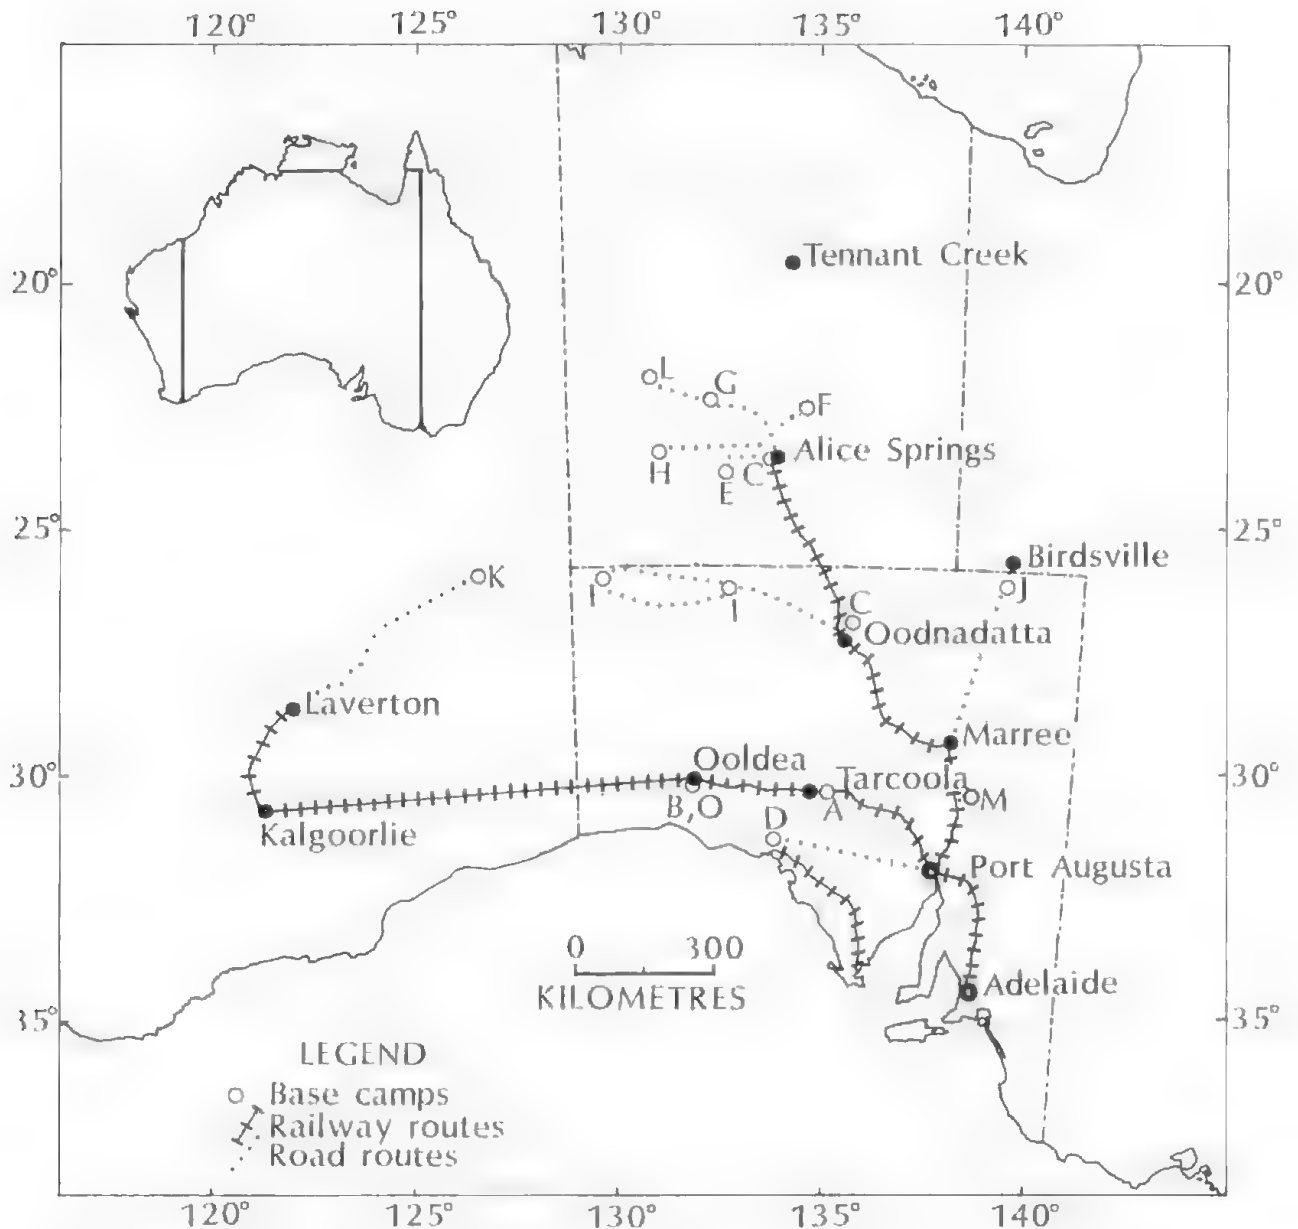 120° 125° 130° 135° 140°
Tennant Creek
20° 20°
L
G
F
Alice Springs
H
E
C
25° 25°
Birdsville
K
J
I
I
C
Oodnadatta
Laverton
Marree
Ooldea
Tarcoola
30° 30°
B,O
A
M
D
Kalgoorlie
Port Augusta
0 300
KILOMETRES
Adelaide
35° 35°
LEGEND
Base camps
Railway routes
Road routes
120° 125° 130° 135° 140°